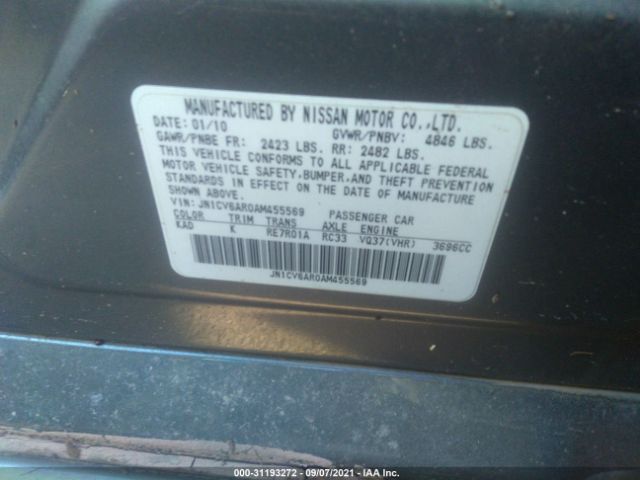 MANUFACTURED BY NISSAN MOTOR CO.,LTD.
DATE: 01/10 GVWR/PNBV: 4846 LBS.
GAWR/PNBE FR: 2423 LBS. RR: 2482 LBS.
THIS VEHICLE CONFORMS TO ALL APPLICABLE FEDERAL
MOTOR VEHICLE SAFETY, BUMPER, AND THEFT PREVENTION
STANDARDS IN EFFECT ON THE DATE OF MANUFACTURE
SHOWN ABOVE.
VIN: JN1CV6AR0AM455569 PASSENGER CAR
COLOR TRIM TRANS AXLE ENGINE
KAD K RE7R01A RC33 VQ37(VHR) 3696CC
JN1CV6AR0AM455569
000-31193272 - 09/07/2021 - IAA Inc.